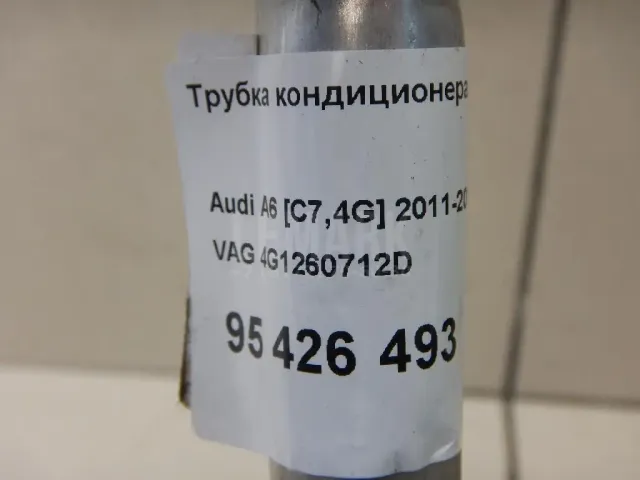 Трубка кондиционера
Audi A6 [C7,4G] 2011-20
VAG 4G1260712D
95 426 493